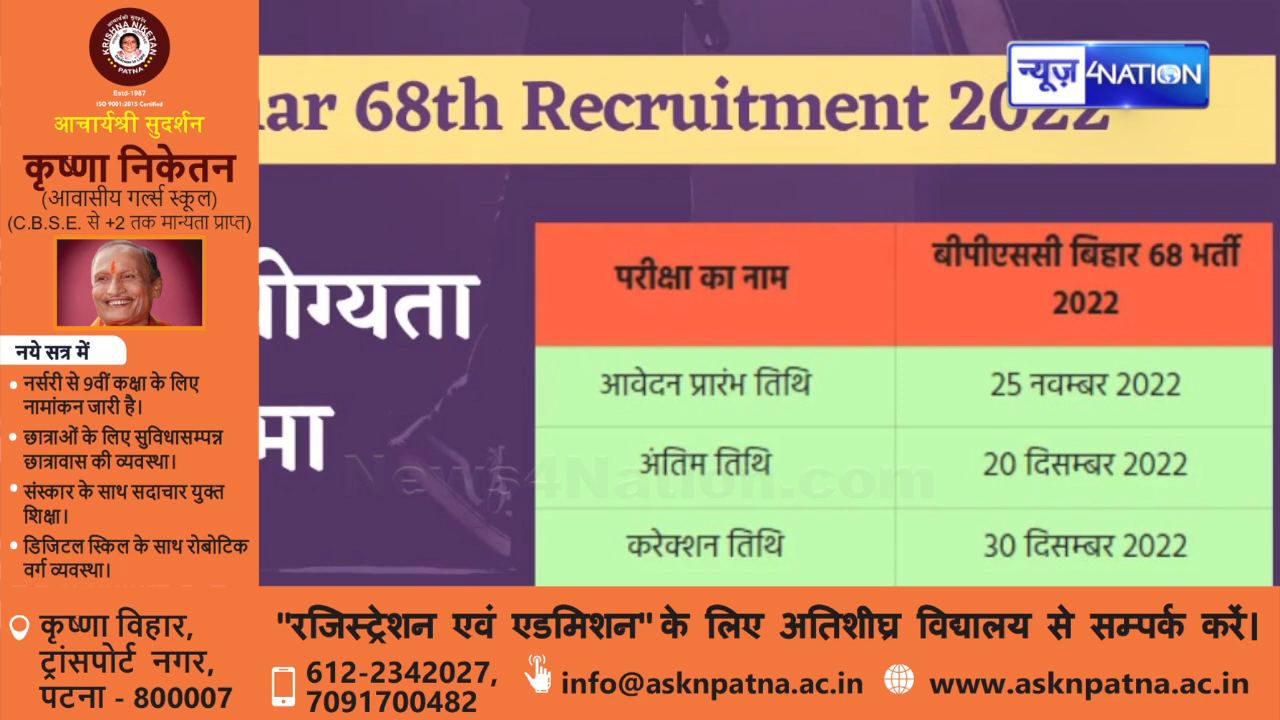 आचार्यश्री सुदर्शन
KRISHNA NIKETAN
PATNA
Estd-1987
ISO 9001:2015 Certified
आचार्यश्री सुदर्शन
कृष्णा निकेतन
(आवासीय गर्ल्स स्कूल)
(C.B.S.E. से +2 तक मान्यता प्राप्त)
नये सत्र में
• नर्सरी से 9वीं कक्षा के लिए
नामांकन जारी है।
• छात्राओं के लिए सुविधासम्पन्न
छात्रावास की व्यवस्था।
• संस्कार के साथ सदाचार युक्त
शिक्षा।
• डिजिटल स्किल के साथ रोबोटिक
वर्ग व्यवस्था।
न्यूज़ 4NATION
68th Recruitment 2022
परीक्षा का नाम
बीपीएससी बिहार 68 भर्ती
2022
आवेदन प्रारंभ तिथि 25 नवम्बर 2022
अंतिम तिथि 20 दिसम्बर 2022
करेक्शन तिथि 30 दिसम्बर 2022
News4Nation.com
कृष्णा विहार,
ट्रांसपोर्ट नगर,
पटना - 800007
"रजिस्ट्रेशन एवं एडमिशन" के लिए अतिशीघ्र विद्यालय से सम्पर्क करें।
612-2342027,
7091700482
info@asknpatna.ac.in
www.asknpatna.ac.in